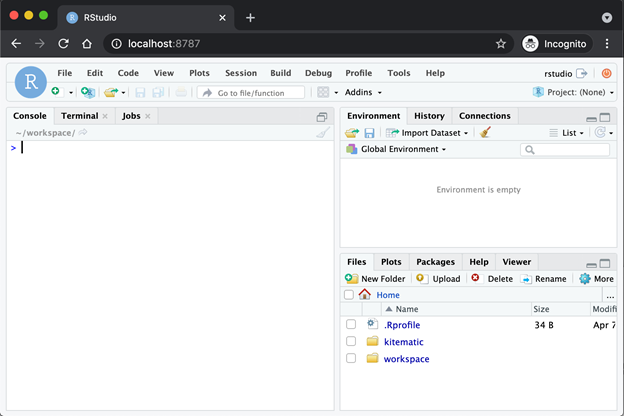 RStudio
localhost:8787
Incognito
R
File Edit Code View Plots Session Build Debug Profile Tools Help
rstudio
Go to file/function
Addins
Project: (None)
Console Terminal Jobs
~/workspace/
>
Environment History Connections
Import Dataset
List
Global Environment
Environment is empty
Files Plots Packages Help Viewer
New Folder Upload Delete Rename More
Home
...
Name Size Modifi
.Rprofile 34 B Apr 7
kitematic
workspace